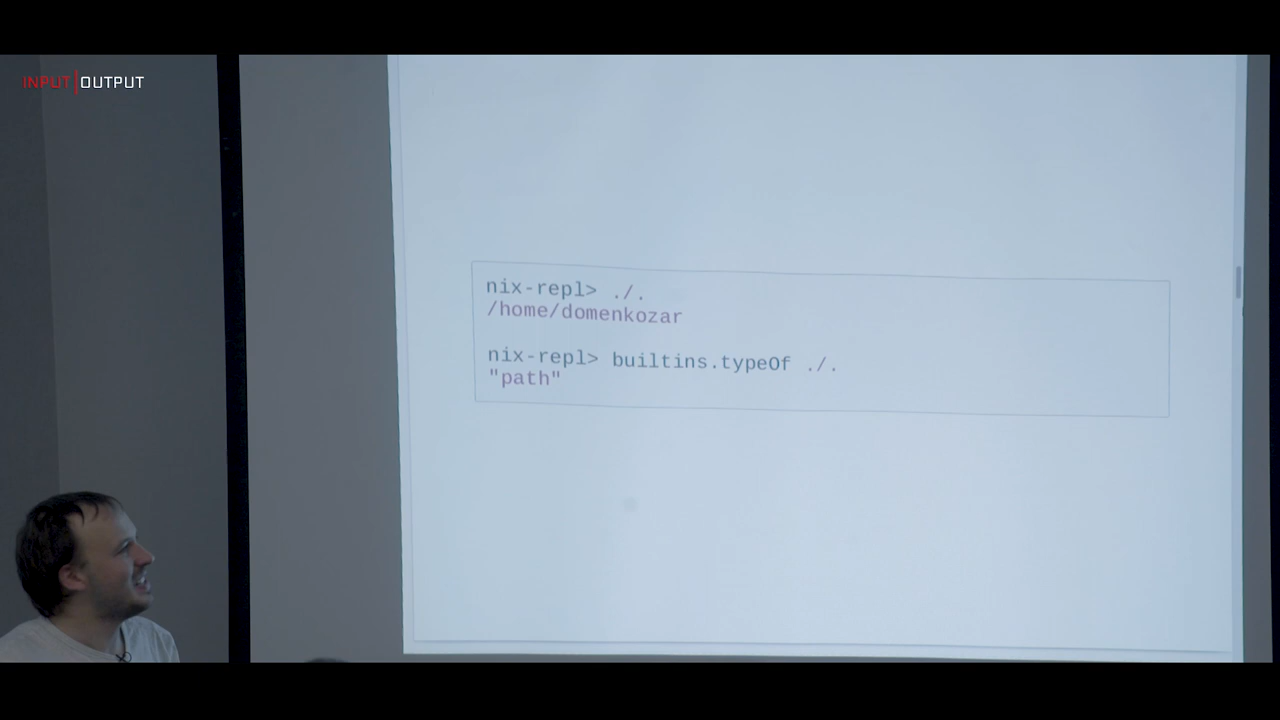 INPUT|OUTPUT
nix-repl> ./.
/home/domenkozar
nix-repl> builtins.typeOf ./.
"path"